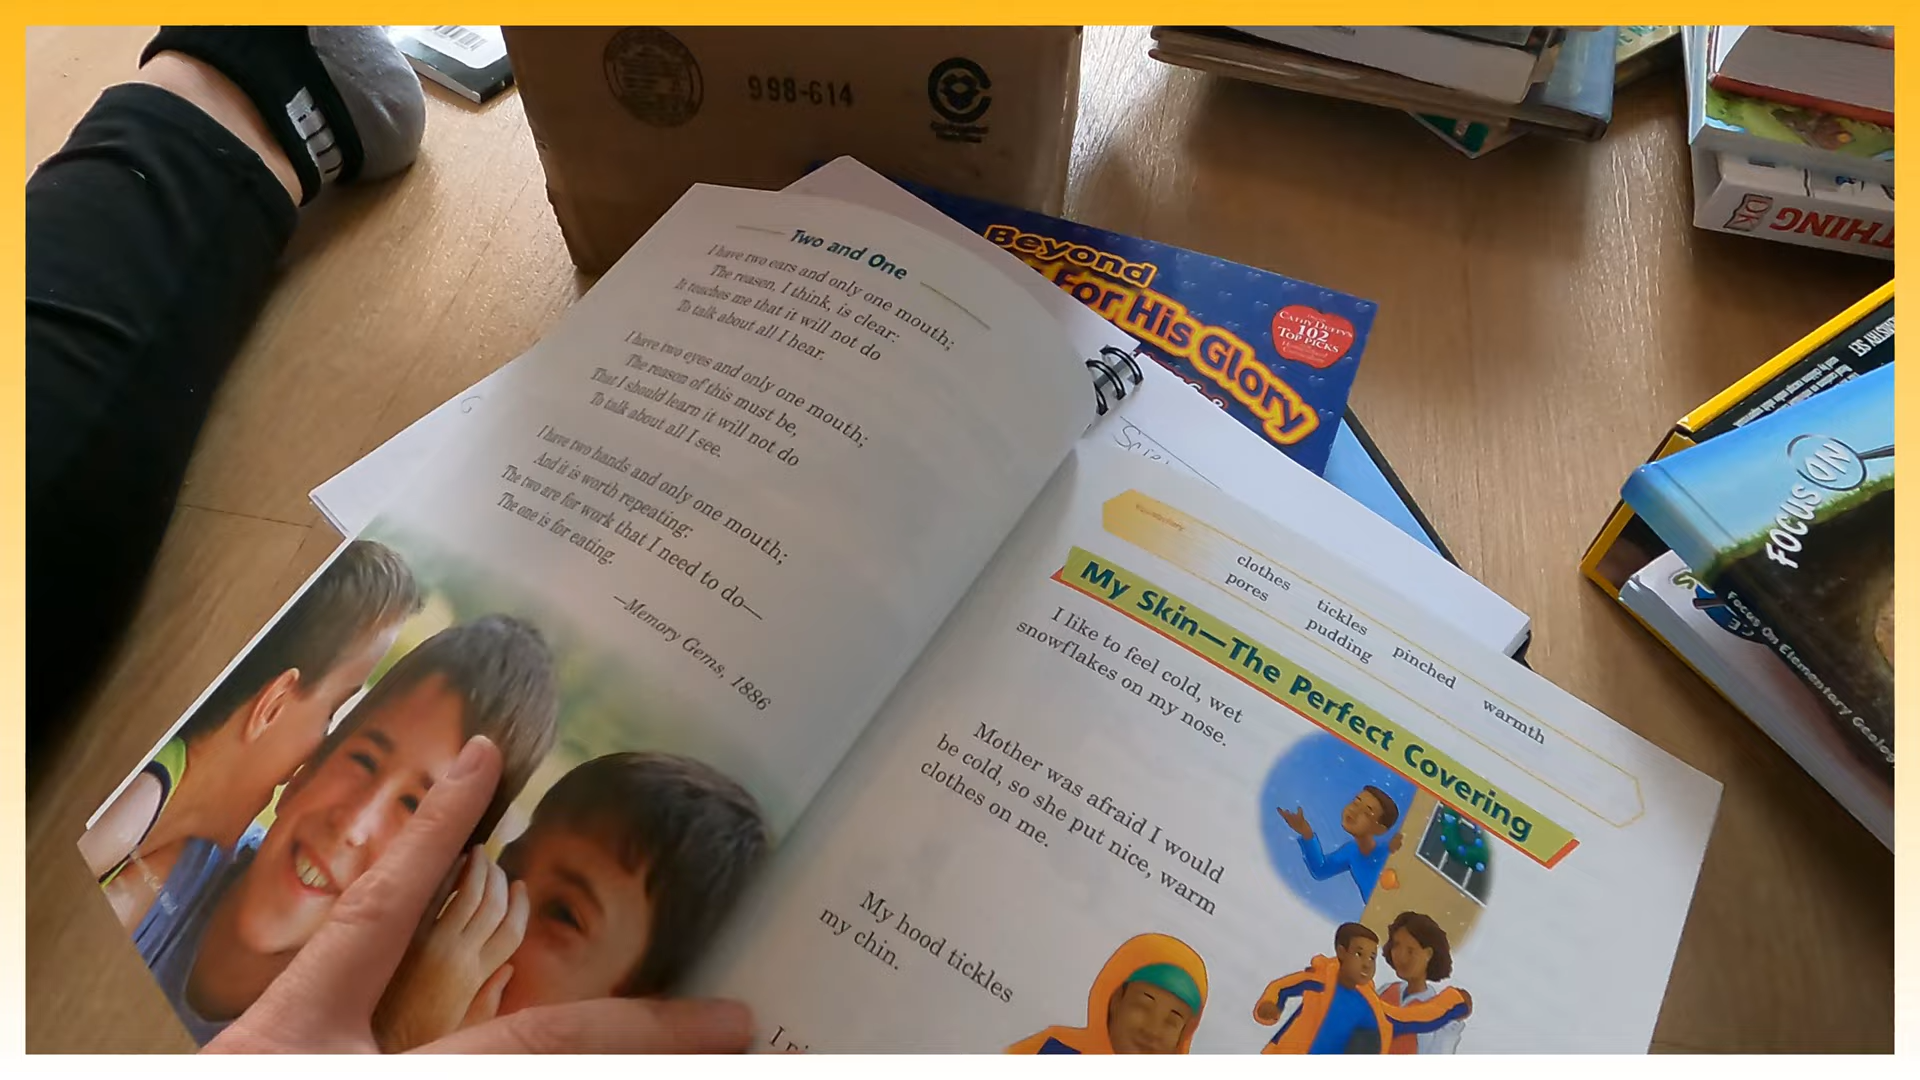 998-614
Two and One
I have two ears and only one mouth;
The reason, I think, is clear:
It teaches me that it will not do
To talk about all I hear.
I have two eyes and only one mouth;
The reason of this must be,
That I should learn it will not do
To talk about all I see.
I have two hands and only one mouth;
And it is worth repeating:
The two are for work that I need to do—
The one is for eating.
—Memory Gems, 1886
Beyond
For His Glory
CATHY DUFFY'S
102
TOP PICKS
Vocabulary
clothes tickles pinched warmth
pores pudding
My Skin—The Perfect Covering
I like to feel cold, wet
snowflakes on my nose.
Mother was afraid I would
be cold, so she put nice, warm
clothes on me.
My hood tickles
my chin.
I
DK
THING
SET
FOCUS ON
Focus On Elementary Geology